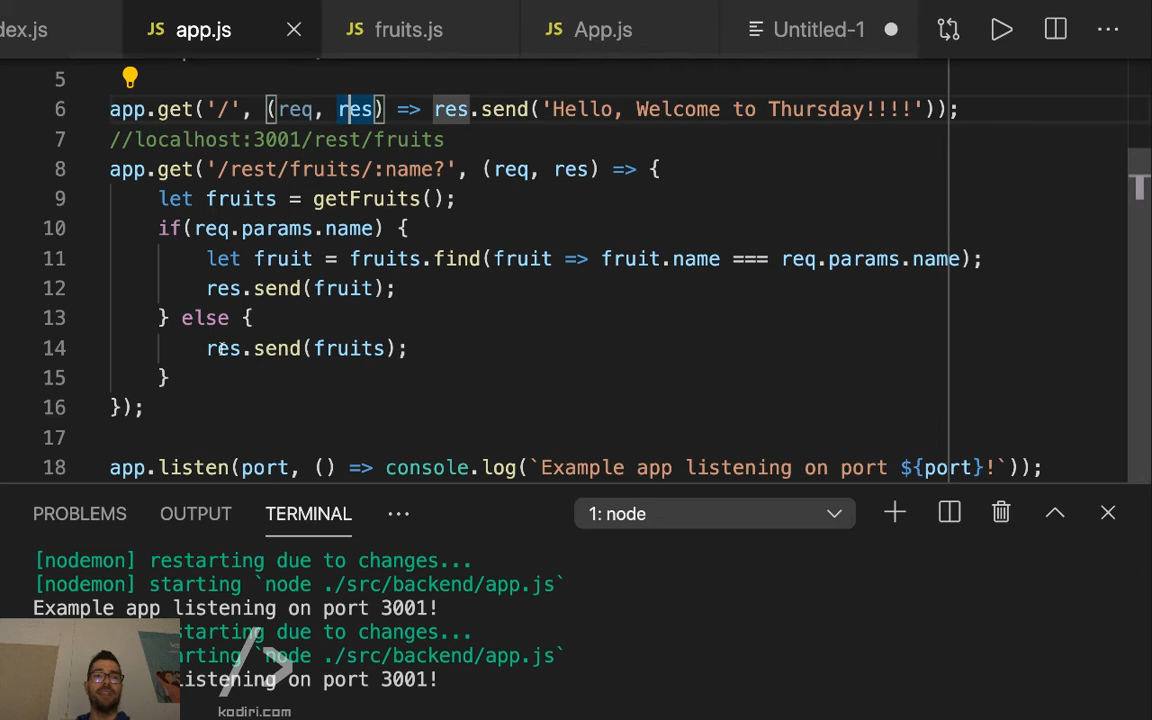 dex.js
JS app.js
JS fruits.js
JS App.js
Untitled-1
5
6 app.get('/', (req, res) => res.send('Hello, Welcome to Thursday!!!!'));
7 //localhost:3001/rest/fruits
8 app.get('/rest/fruits/:name?', (req, res) => {
9 let fruits = getFruits();
10 if(req.params.name) {
11 let fruit = fruits.find(fruit => fruit.name === req.params.name);
12 res.send(fruit);
13 } else {
14 res.send(fruits);
15 }
16 });
17
18 app.listen(port, () => console.log(`Example app listening on port ${port}!`));
PROBLEMS OUTPUT TERMINAL ... 1: node
[nodemon] restarting due to changes...
[nodemon] starting `node ./src/backend/app.js`
Example app listening on port 3001!
starting due to changes...
arting `node ./src/backend/app.js`
listening on port 3001!
kodiri.com